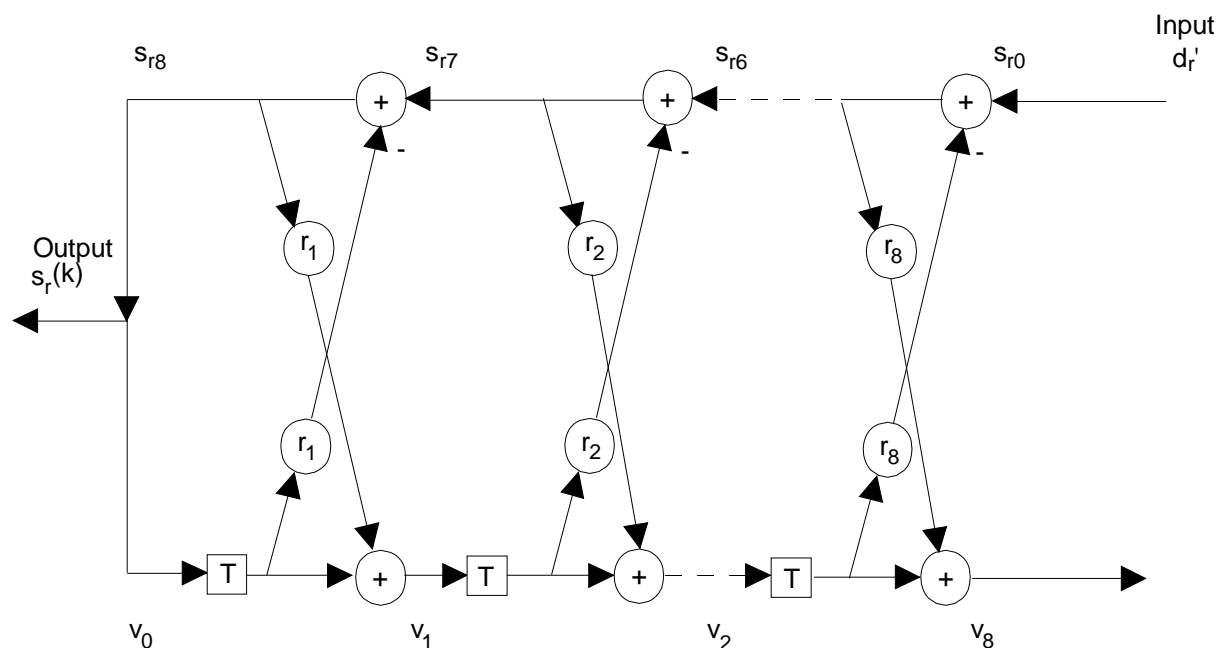 Input
s_r8 s_r7 s_r6 s_r0 d_r'
+ + +
- - -
r_1 r_2 r_8
Output
s_r(k)
r_1 r_2 r_8
T + T + T +
v_0 v_1 v_2 v_8